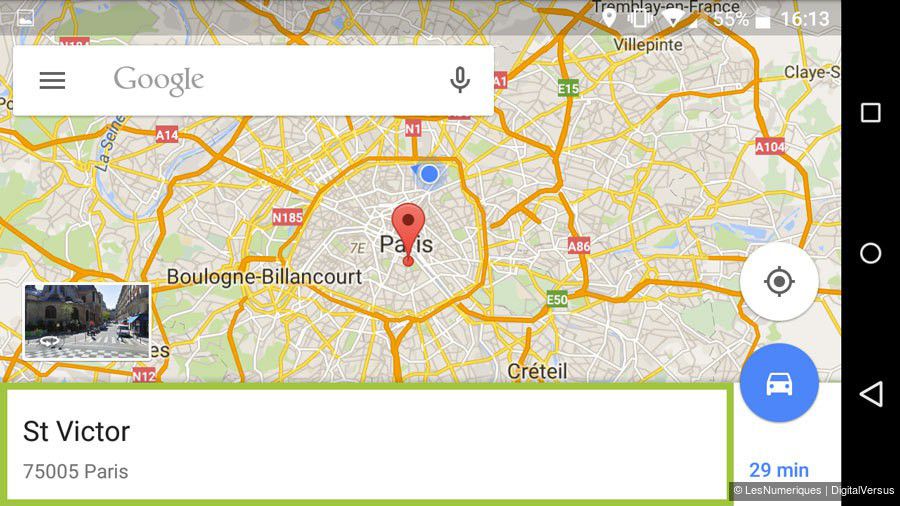 Tremblay-en-France
55% 16:13
Villepinte
Google
Claye-S
A1
E15
La Seine
A14
N1
A104
N185
7E
Paris
A86
Boulogne-Billancourt
E50
es
N12
Créteil
St Victor
75005 Paris
29 min
© LesNumeriques | DigitalVersus